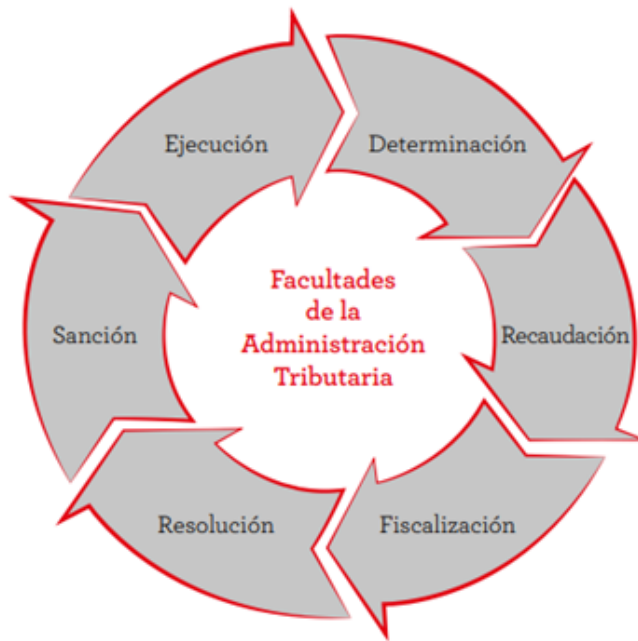 Ejecución
Determinación
Facultades
de la
Administración
Tributaria
Sanción
Recaudación
Resolución
Fiscalización